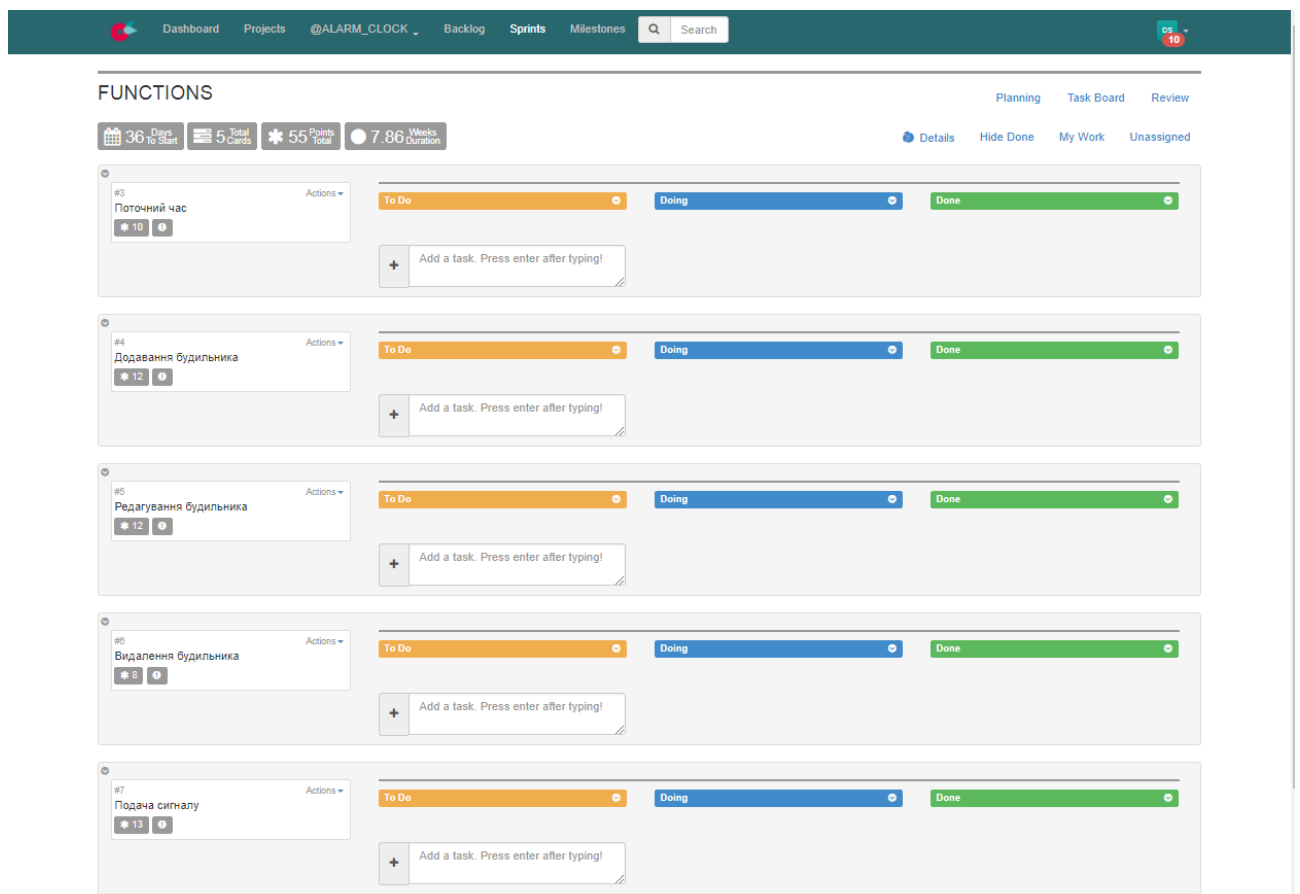 Dashboard Projects @ALARM_CLOCK Backlog Sprints Milestones Search DS 10
FUNCTIONS
Planning Task Board Review
36 Days To Start 5 Total Cards 55 Points Total 7.86 Weeks Duration
Details Hide Done My Work Unassigned
#3 Actions
Поточний час
10
To Do Doing Done
Add a task. Press enter after typing!
#4 Actions
Додавання будильника
12
To Do Doing Done
Add a task. Press enter after typing!
#5 Actions
Редагування будильника
12
To Do Doing Done
Add a task. Press enter after typing!
#6 Actions
Видалення будильника
8
To Do Doing Done
Add a task. Press enter after typing!
#7 Actions
Подача сигналу
13
To Do Doing Done
Add a task. Press enter after typing!